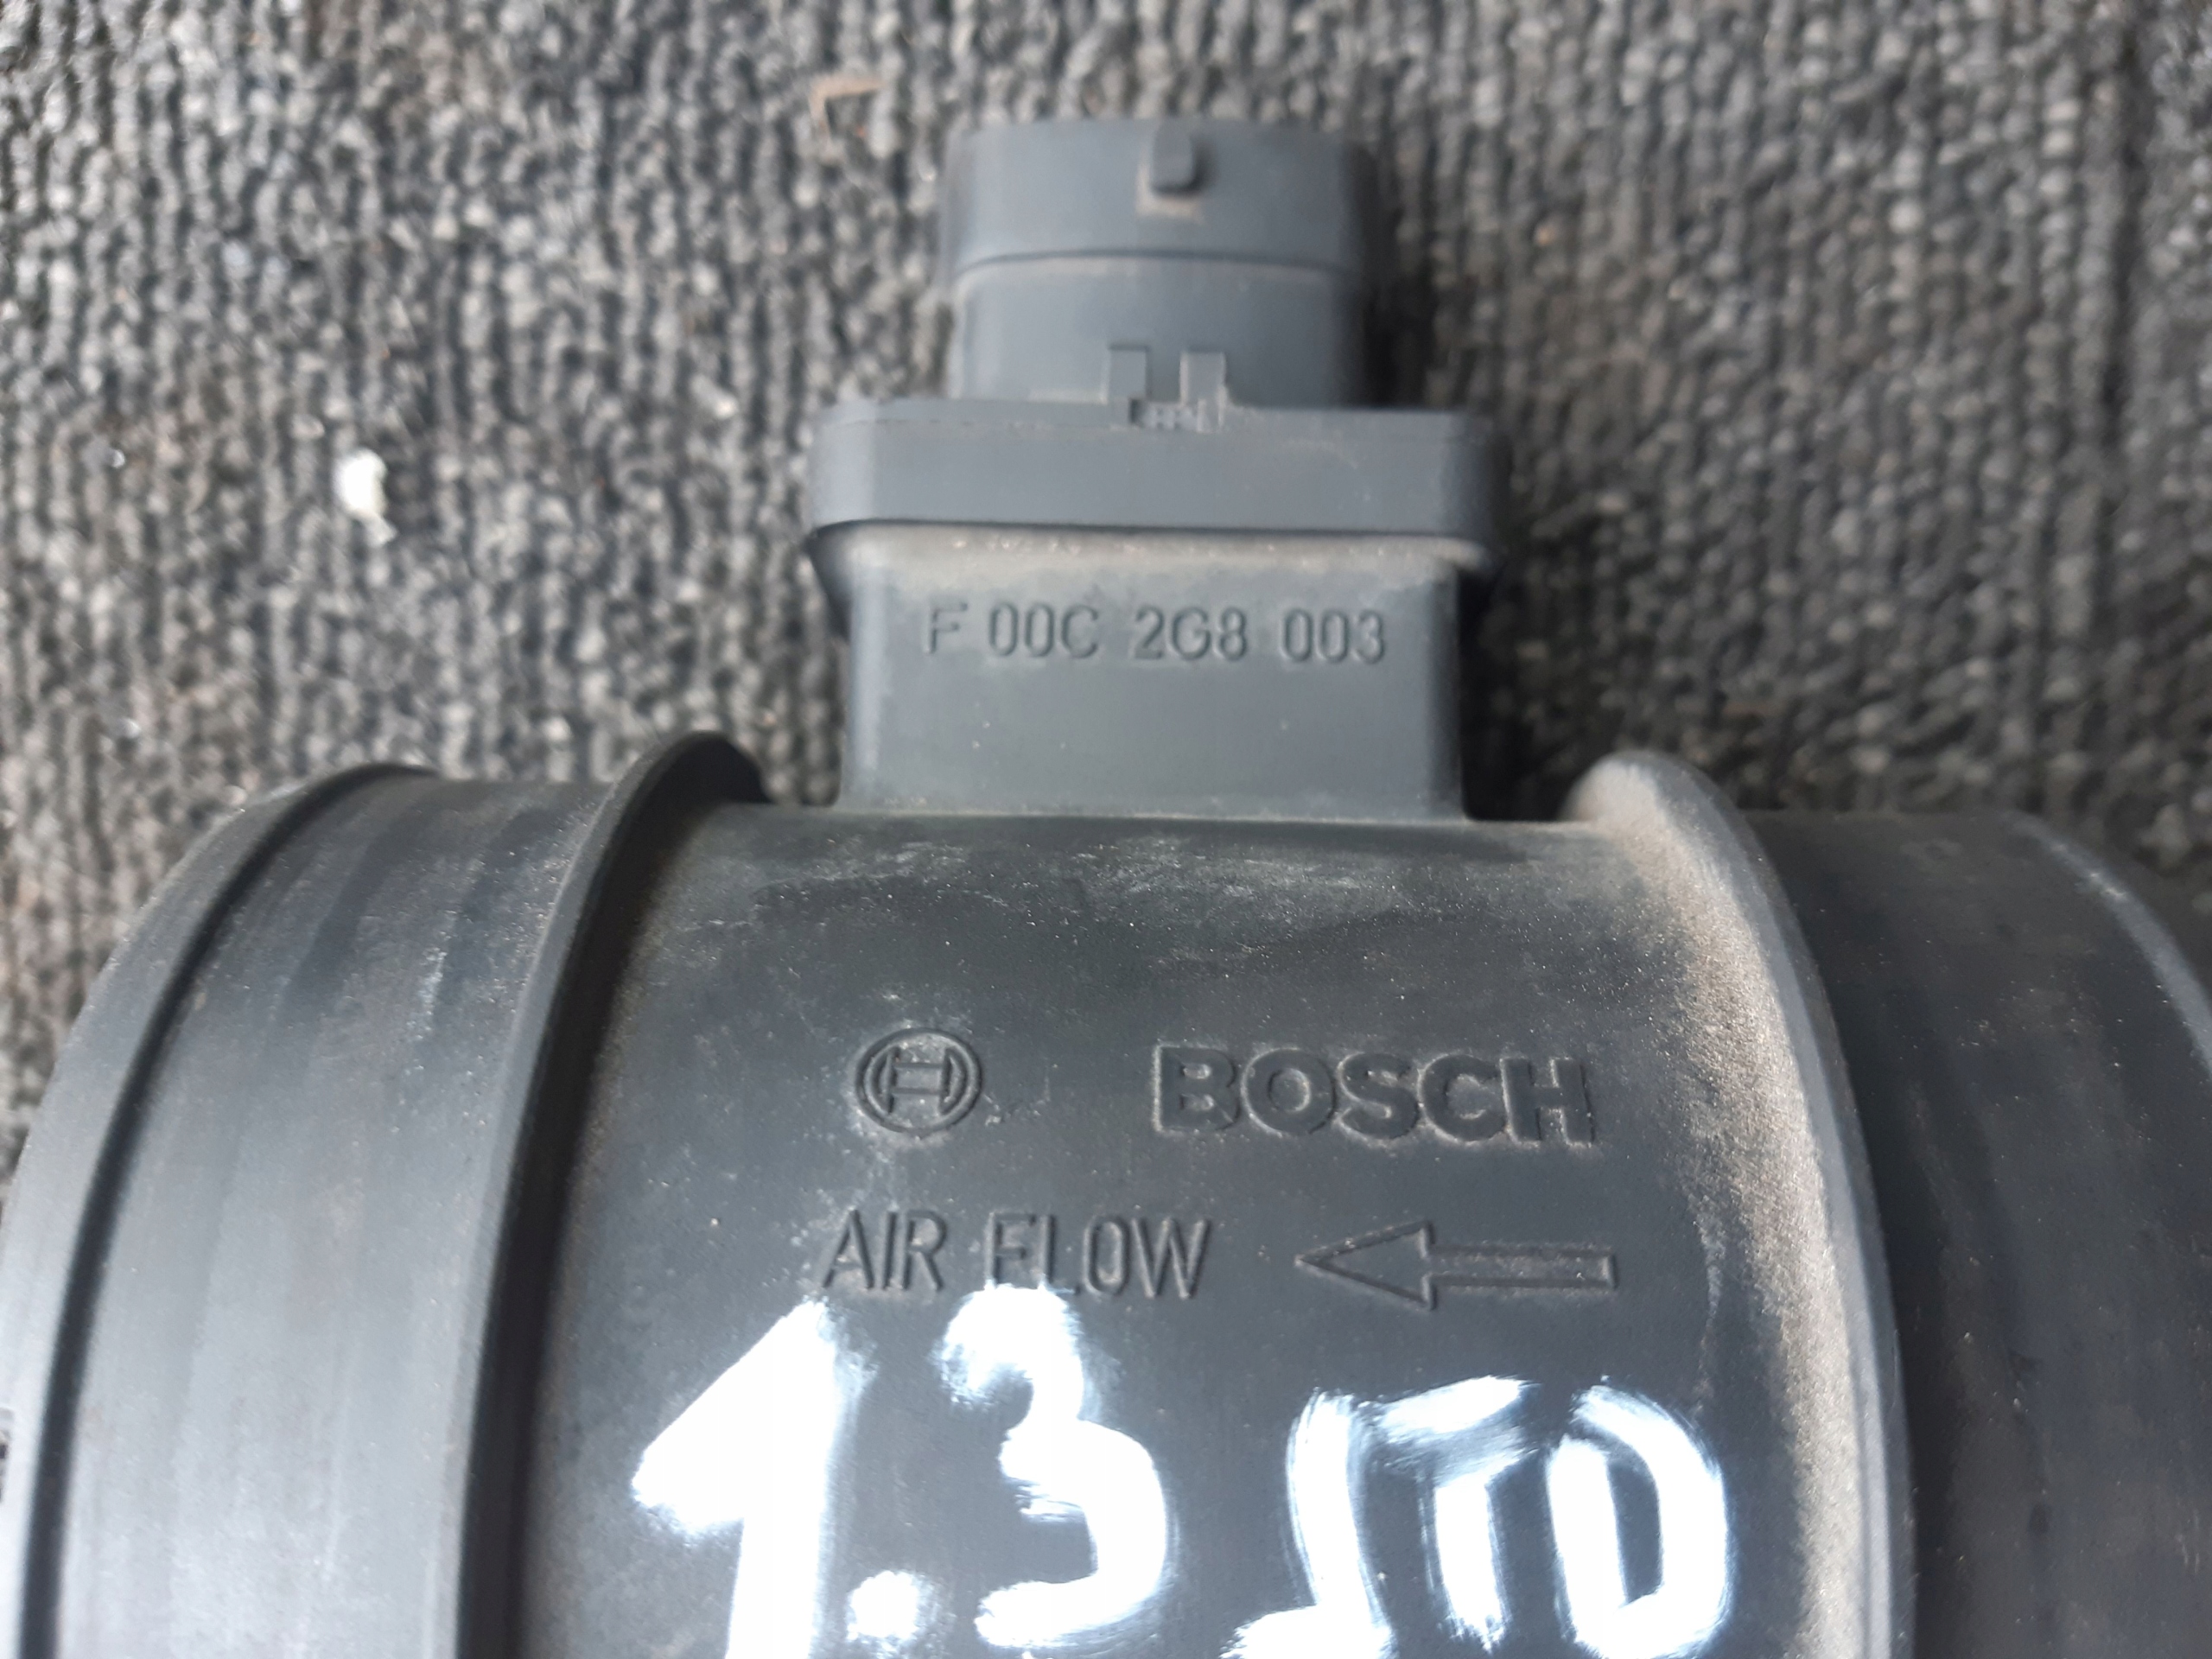 F 00C 2G8 003
BOSCH
AIR FLOW
1.3 JTD